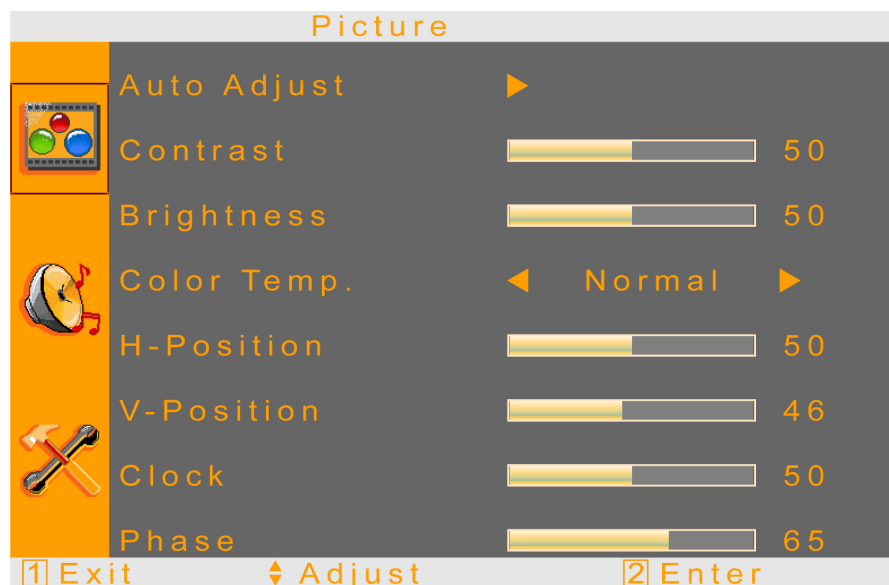 Picture
Auto Adjust
Contrast 50
Brightness 50
Color Temp. Normal
H-Position 50
V-Position 46
Clock 50
Phase 65
1 Exit Adjust 2 Enter